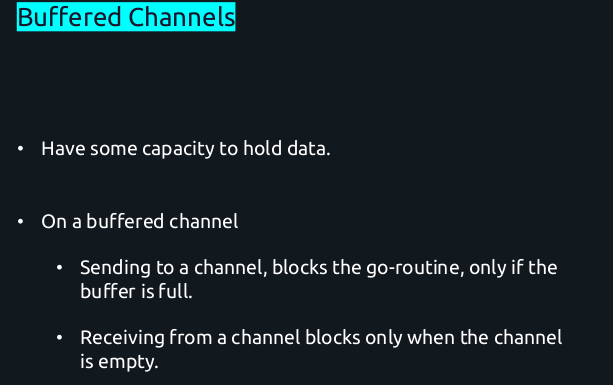 Buffered Channels
• Have some capacity to hold data.
• On a buffered channel
• Sending to a channel, blocks the go-routine, only if the
buffer is full.
• Receiving from a channel blocks only when the channel
is empty.